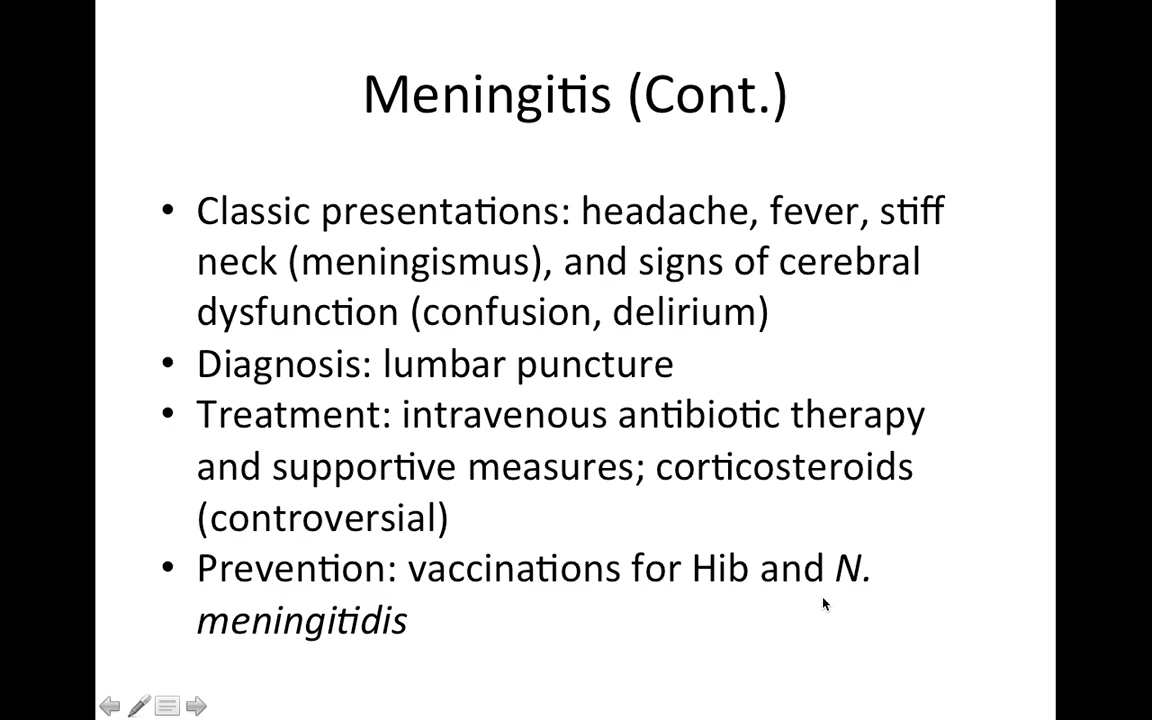 Meningitis (Cont.)
• Classic presentations: headache, fever, stiff
neck (meningismus), and signs of cerebral
dysfunction (confusion, delirium)
• Diagnosis: lumbar puncture
• Treatment: intravenous antibiotic therapy
and supportive measures; corticosteroids
(controversial)
• Prevention: vaccinations for Hib and N.
meningitidis